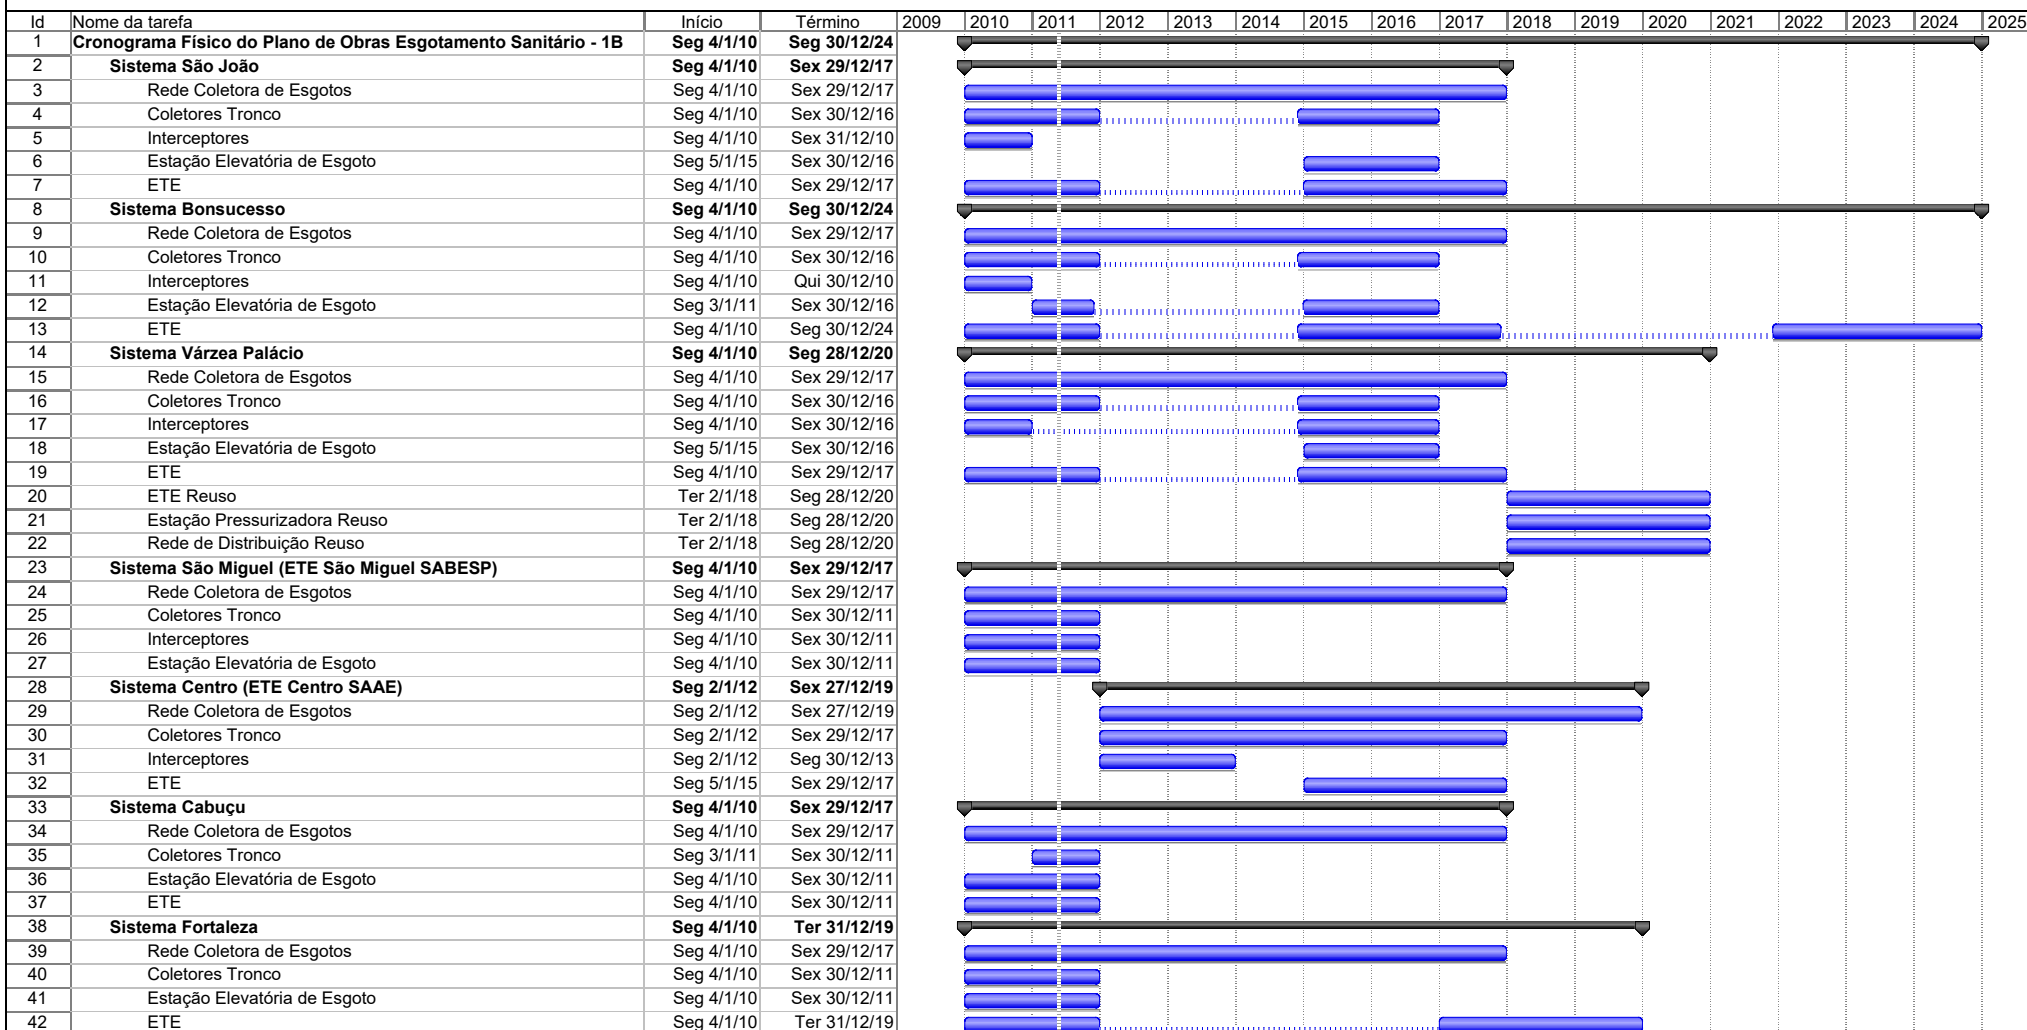 Id Nome da tarefa Início Término 2009 2010 2011 2012 2013 2014 2015 2016 2017 2018 2019 2020 2021 2022 2023 2024 2025
1 Cronograma Físico do Plano de Obras Esgotamento Sanitário - 1B Seg 4/1/10 Seg 30/12/24
2 Sistema São João Seg 4/1/10 Sex 29/12/17
3 Rede Coletora de Esgotos Seg 4/1/10 Sex 29/12/17
4 Coletores Tronco Seg 4/1/10 Sex 30/12/16
5 Interceptores Seg 4/1/10 Sex 31/12/10
6 Estação Elevatória de Esgoto Seg 5/1/15 Sex 30/12/16
7 ETE Seg 4/1/10 Sex 29/12/17
8 Sistema Bonsucesso Seg 4/1/10 Seg 30/12/24
9 Rede Coletora de Esgotos Seg 4/1/10 Sex 29/12/17
10 Coletores Tronco Seg 4/1/10 Sex 30/12/16
11 Interceptores Seg 4/1/10 Qui 30/12/10
12 Estação Elevatória de Esgoto Seg 3/1/11 Sex 30/12/16
13 ETE Seg 4/1/10 Seg 30/12/24
14 Sistema Várzea Palácio Seg 4/1/10 Seg 28/12/20
15 Rede Coletora de Esgotos Seg 4/1/10 Sex 29/12/17
16 Coletores Tronco Seg 4/1/10 Sex 30/12/16
17 Interceptores Seg 4/1/10 Sex 30/12/16
18 Estação Elevatória de Esgoto Seg 5/1/15 Sex 30/12/16
19 ETE Seg 4/1/10 Sex 29/12/17
20 ETE Reuso Ter 2/1/18 Seg 28/12/20
21 Estação Pressurizadora Reuso Ter 2/1/18 Seg 28/12/20
22 Rede de Distribuição Reuso Ter 2/1/18 Seg 28/12/20
23 Sistema São Miguel (ETE São Miguel SABESP) Seg 4/1/10 Sex 29/12/17
24 Rede Coletora de Esgotos Seg 4/1/10 Sex 29/12/17
25 Coletores Tronco Seg 4/1/10 Sex 30/12/11
26 Interceptores Seg 4/1/10 Sex 30/12/11
27 Estação Elevatória de Esgoto Seg 4/1/10 Sex 30/12/11
28 Sistema Centro (ETE Centro SAAE) Seg 2/1/12 Sex 27/12/19
29 Rede Coletora de Esgotos Seg 2/1/12 Sex 27/12/19
30 Coletores Tronco Seg 2/1/12 Sex 29/12/17
31 Interceptores Seg 2/1/12 Seg 30/12/13
32 ETE Seg 5/1/15 Sex 29/12/17
33 Sistema Cabuçu Seg 4/1/10 Sex 29/12/17
34 Rede Coletora de Esgotos Seg 4/1/10 Sex 29/12/17
35 Coletores Tronco Seg 3/1/11 Sex 30/12/11
36 Estação Elevatória de Esgoto Seg 4/1/10 Sex 30/12/11
37 ETE Seg 4/1/10 Sex 30/12/11
38 Sistema Fortaleza Seg 4/1/10 Ter 31/12/19
39 Rede Coletora de Esgotos Seg 4/1/10 Sex 29/12/17
40 Coletores Tronco Seg 4/1/10 Sex 30/12/11
41 Estação Elevatória de Esgoto Seg 4/1/10 Sex 30/12/11
42 ETE Seg 4/1/10 Ter 31/12/19